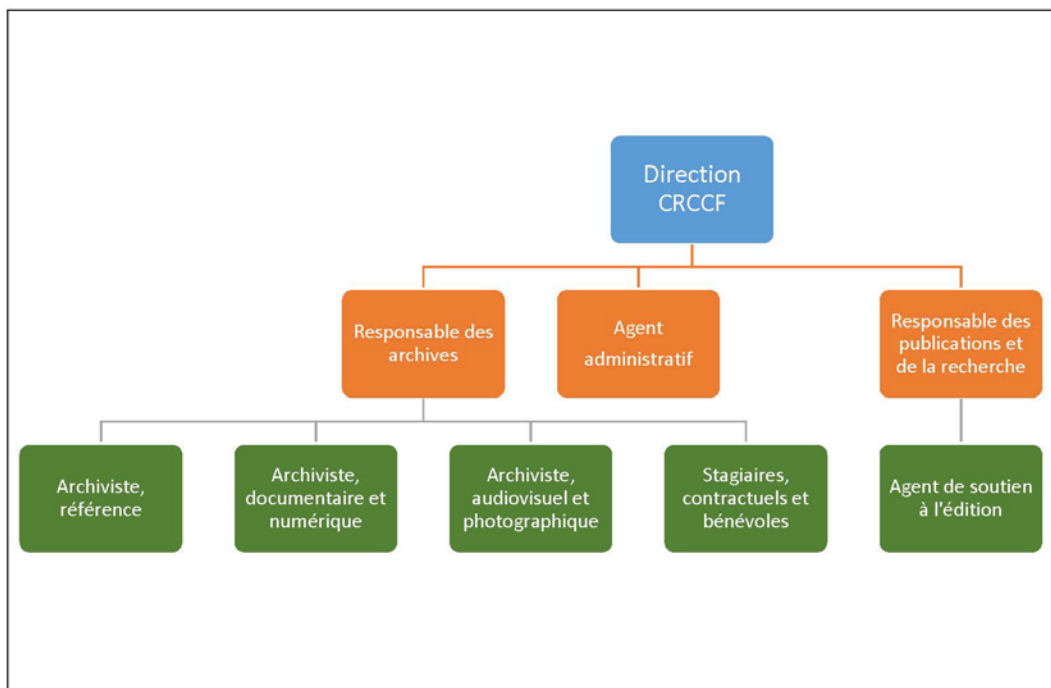 Direction
CRCCF
Responsable des
archives
Agent
administratif
Responsable des
publications et
de la recherche
Archiviste,
référence
Archiviste,
documentaire et
numérique
Archiviste,
audiovisuel et
photographique
Stagiaires,
contractuels et
bénévoles
Agent de soutien
à l'édition